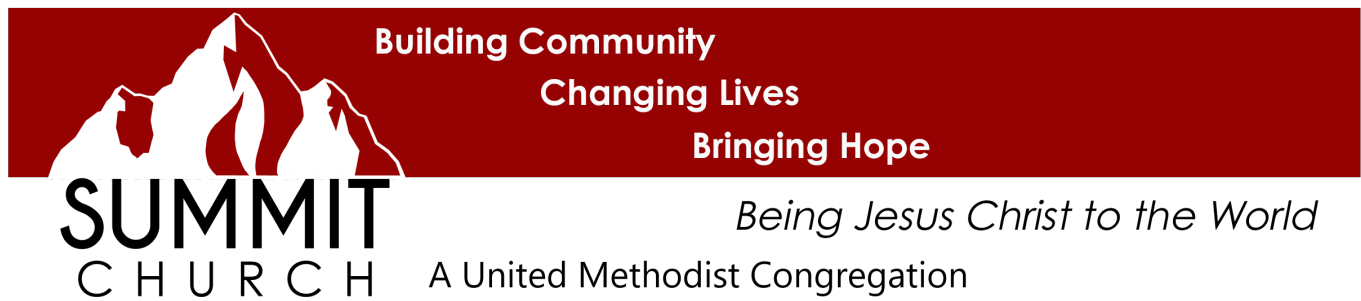 Building Community
Changing Lives
Bringing Hope
SUMMIT
CHURCH
Being Jesus Christ to the World
A United Methodist Congregation